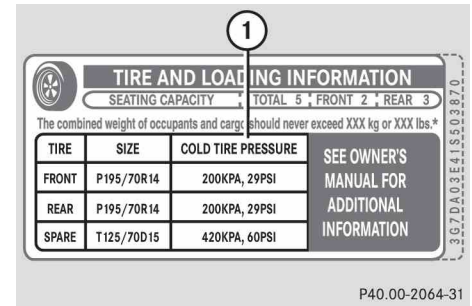 1
TIRE AND LOADING INFORMATION
SEATING CAPACITY TOTAL 5 FRONT 2 REAR 3
The combined weight of occupants and cargo should never exceed XXX kg or XXX lbs.*
TIRE SIZE COLD TIRE PRESSURE
FRONT P195/70R14 200KPA, 29PSI
REAR P195/70R14 200KPA, 29PSI
SPARE T125/70D15 420KPA, 60PSI
SEE OWNER'S
MANUAL FOR
ADDITIONAL
INFORMATION
3G7DA03E41S503870
P40.00-2064-31